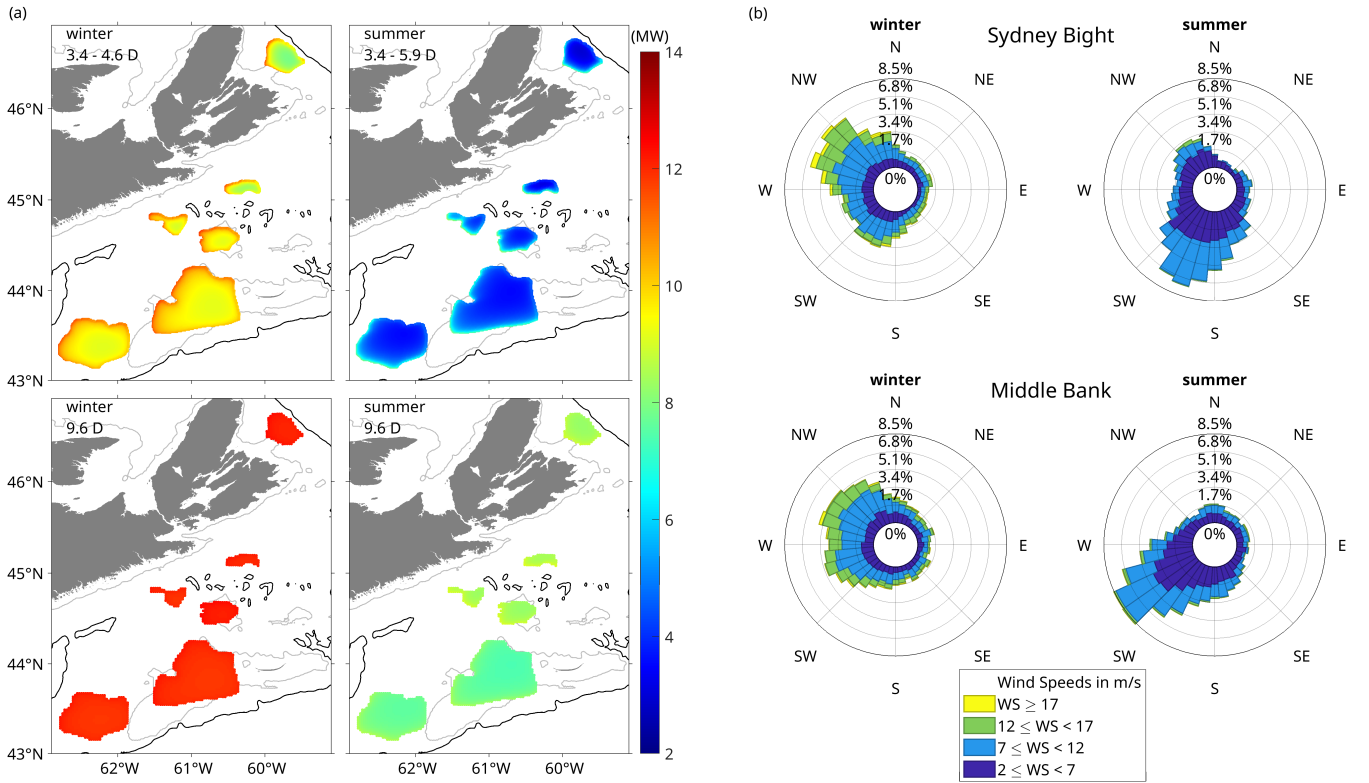 (a)
winter
3.4 - 4.6 D
summer
3.4 - 5.9 D
(MW)
14
12
10
8
6
4
2
46°N
45°N
44°N
43°N
winter
9.6 D
summer
9.6 D
46°N
45°N
44°N
43°N
62°W 61°W 60°W
62°W 61°W 60°W
(b)
Sydney Bight
winter
N
NE
E
SE
S
SW
W
NW
8.5%
6.8%
5.1%
3.4%
1.7%
0%
summer
N
NE
E
SE
S
SW
W
NW
8.5%
6.8%
5.1%
3.4%
1.7%
0%
Middle Bank
winter
N
NE
E
SE
S
SW
W
NW
8.5%
6.8%
5.1%
3.4%
1.7%
0%
summer
N
NE
E
SE
S
SW
W
NW
8.5%
6.8%
5.1%
3.4%
1.7%
0%
Wind Speeds in m/s
WS ≥ 17
12 ≤ WS < 17
7 ≤ WS < 12
2 ≤ WS < 7